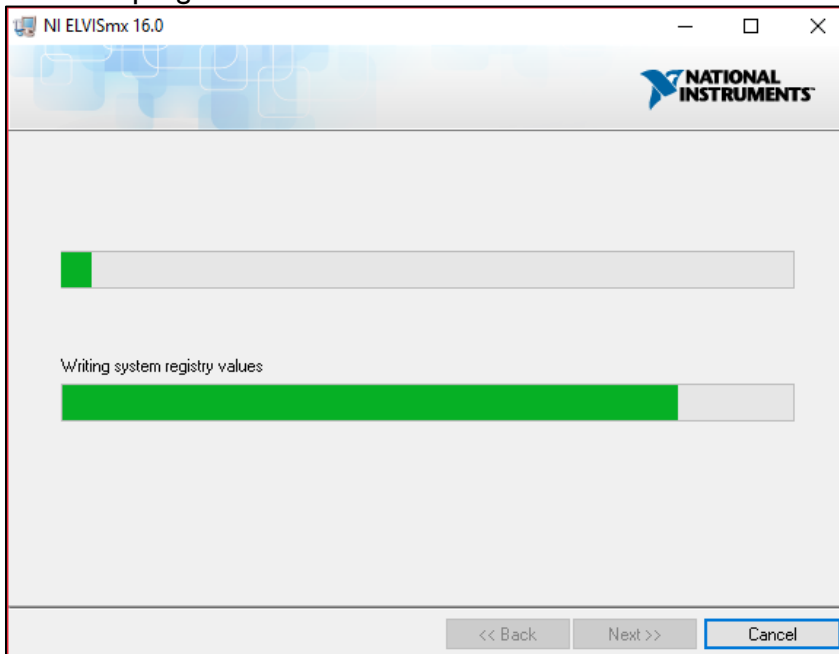 NI ELVISmx 16.0
NATIONAL
INSTRUMENTS
Writing system registry values
<< Back Next >> Cancel